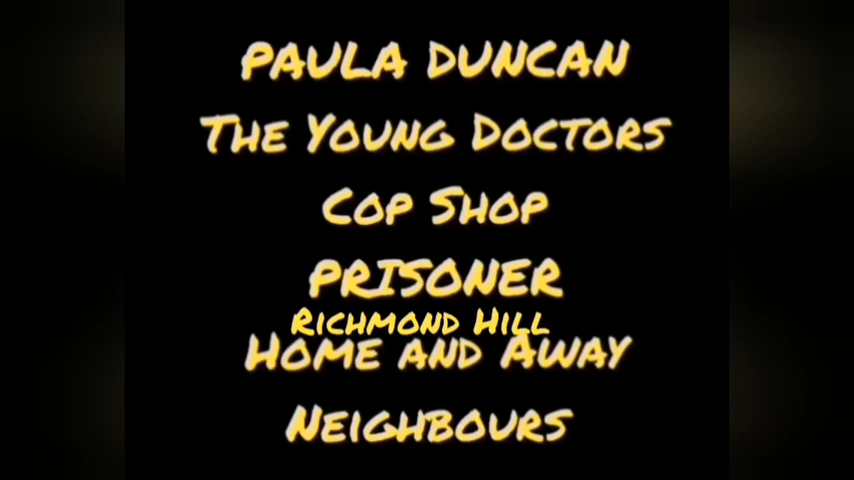 PAULA DUNCAN
The Young Doctors
Cop Shop
PRISONER
Richmond Hill
Home and Away
Neighbours